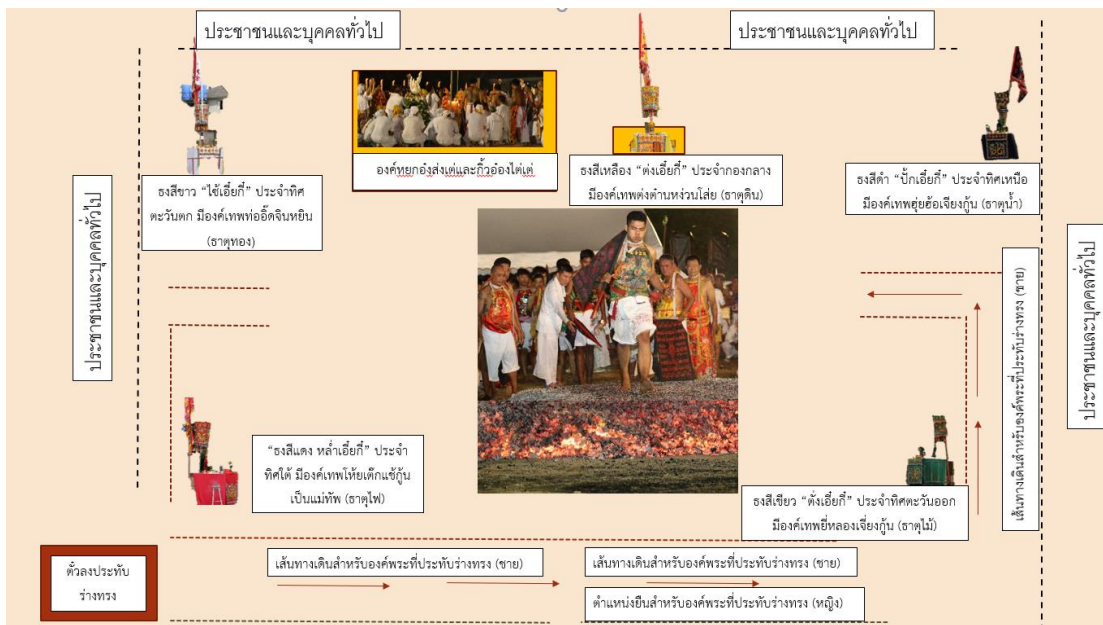 ประชาชนและบุคคลทั่วไป
ประชาชนและบุคคลทั่วไป
องค์หยกอ๋งส่งเต่และกิ้วอ๋องไต่เต่
ธงสีขาว “ไซ้เอี๋ยกี๋” ประจำทิศ
ตะวันตก มีองค์เทพท่ออี๊ดจินหยิน
(ธาตุทอง)
ธงสีเหลือง “ต่งเอี๋ยกี๋” ประจำกองกลาง
มีองค์เทพต่งต๋านหง่วนโส่ย (ธาตุดิน)
ธงสีดำ “ปั้กเอี๋ยกี๋” ประจำทิศเหนือ
มีองค์เทพฮุ่ยฮ้อเจียงกู้น (ธาตุน้ำ)
ประชาชนและบุคคลทั่วไป
ประชาชนและบุคคลทั่วไป
เส้นทางเดินสำหรับองค์พระที่ประทับร่างทรง (ชาย)
“ธงสีแดง หล่ำเอี๋ยกี๋” ประจำ
ทิศใต้ มีองค์เทพโห้ยเต็กแช้กู้น
เป็นแม่ทัพ (ธาตุไฟ)
ธงสีเขียว “ตั่งเอี๋ยกี๋” ประจำทิศตะวันออก
มีองค์เทพยี่หลองเจี่ยงกู้น (ธาตุไม้)
ตั๋วลงประทับ
ร่างทรง
เส้นทางเดินสำหรับองค์พระที่ประทับร่างทรง (ชาย)
เส้นทางเดินสำหรับองค์พระที่ประทับร่างทรง (ชาย)
ตำแหน่งยืนสำหรับองค์พระที่ประทับร่างทรง (หญิง)